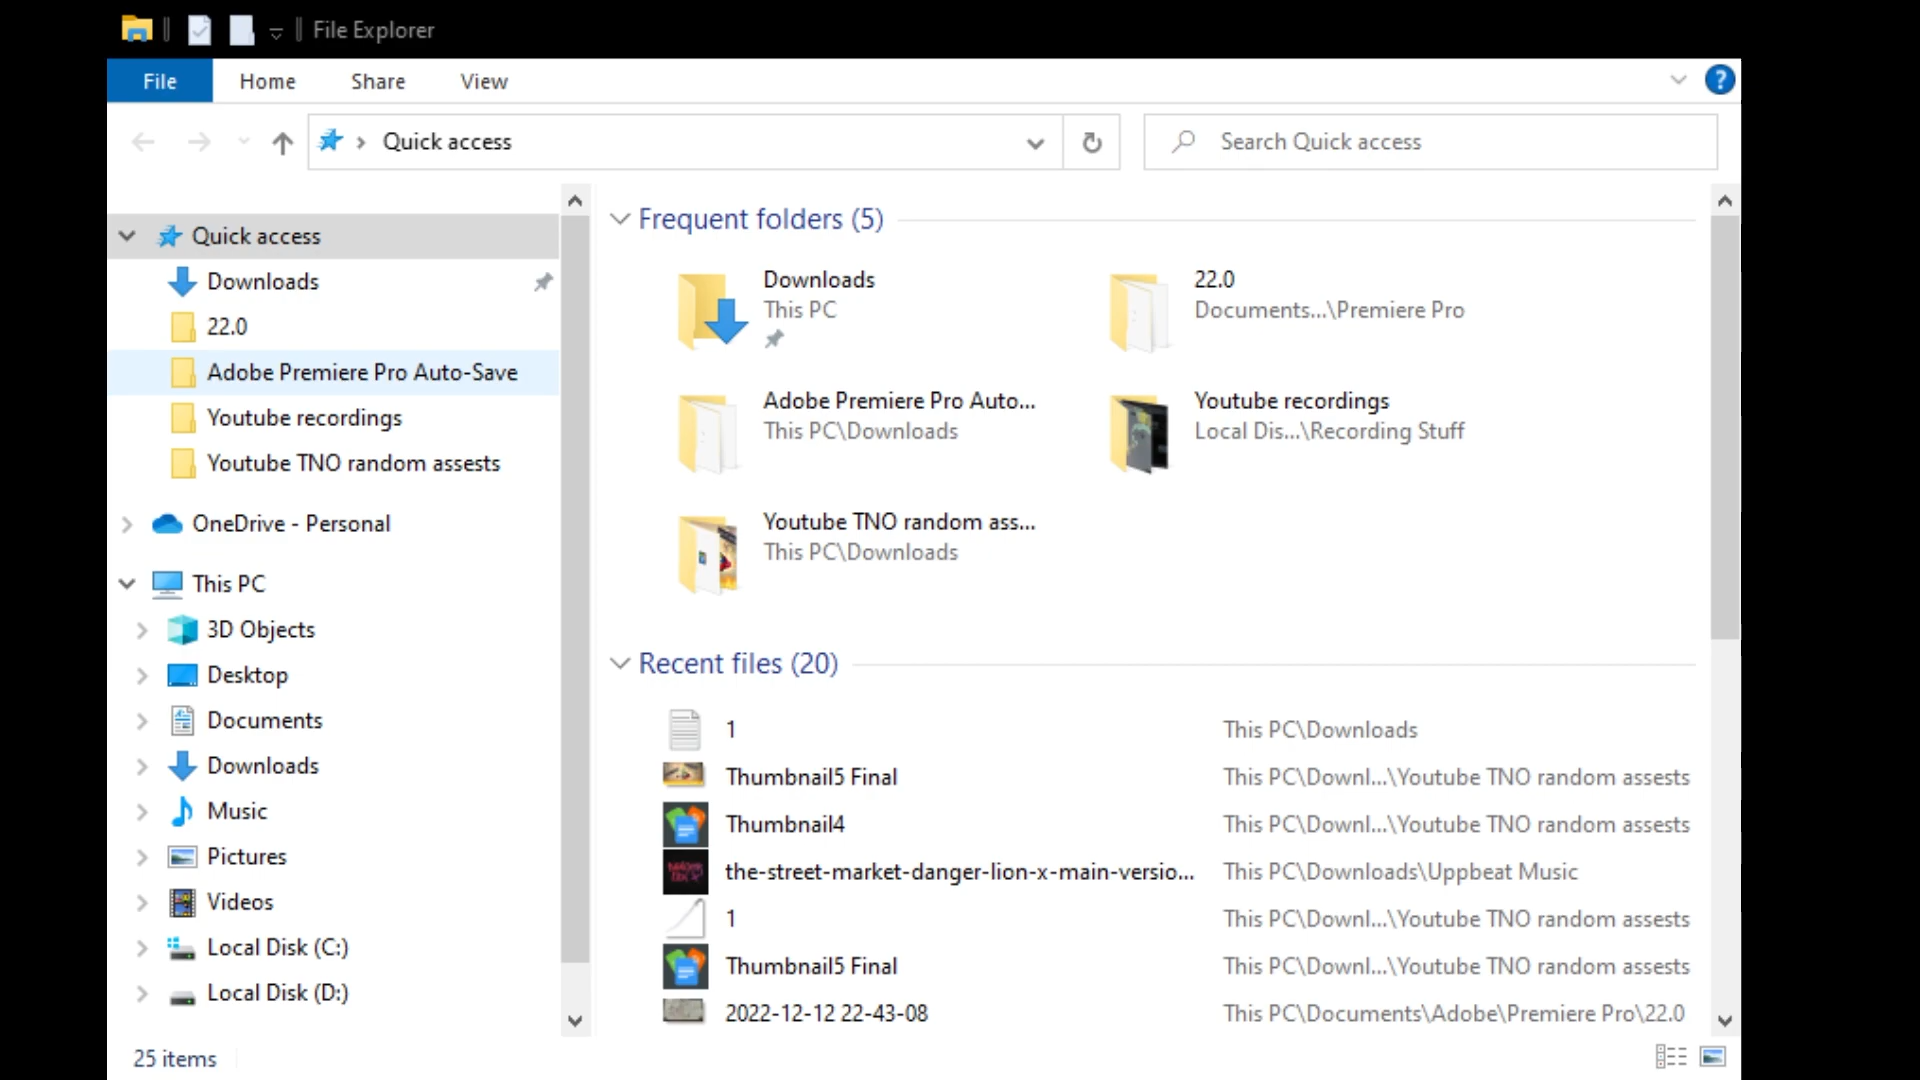 File Explorer
File Home Share View ?
Quick access Search Quick access
Quick access
Downloads
22.0
Adobe Premiere Pro Auto-Save
Youtube recordings
Youtube TNO random assests
OneDrive - Personal
This PC
3D Objects
Desktop
Documents
Downloads
Music
Pictures
Videos
Local Disk (C:)
Local Disk (D:)
Frequent folders (5)
Downloads
This PC
22.0
Documents...\Premiere Pro
Adobe Premiere Pro Auto...
This PC\Downloads
Youtube recordings
Local Dis...\Recording Stuff
Youtube TNO random ass...
This PC\Downloads
Recent files (20)
1 This PC\Downloads
Thumbnail5 Final This PC\Downl...\Youtube TNO random assests
Thumbnail4 This PC\Downl...\Youtube TNO random assests
the-street-market-danger-lion-x-main-versio... This PC\Downloads\Uppbeat Music
1 This PC\Downl...\Youtube TNO random assests
Thumbnail5 Final This PC\Downl...\Youtube TNO random assests
2022-12-12 22-43-08 This PC\Documents\Adobe\Premiere Pro\22.0
25 items